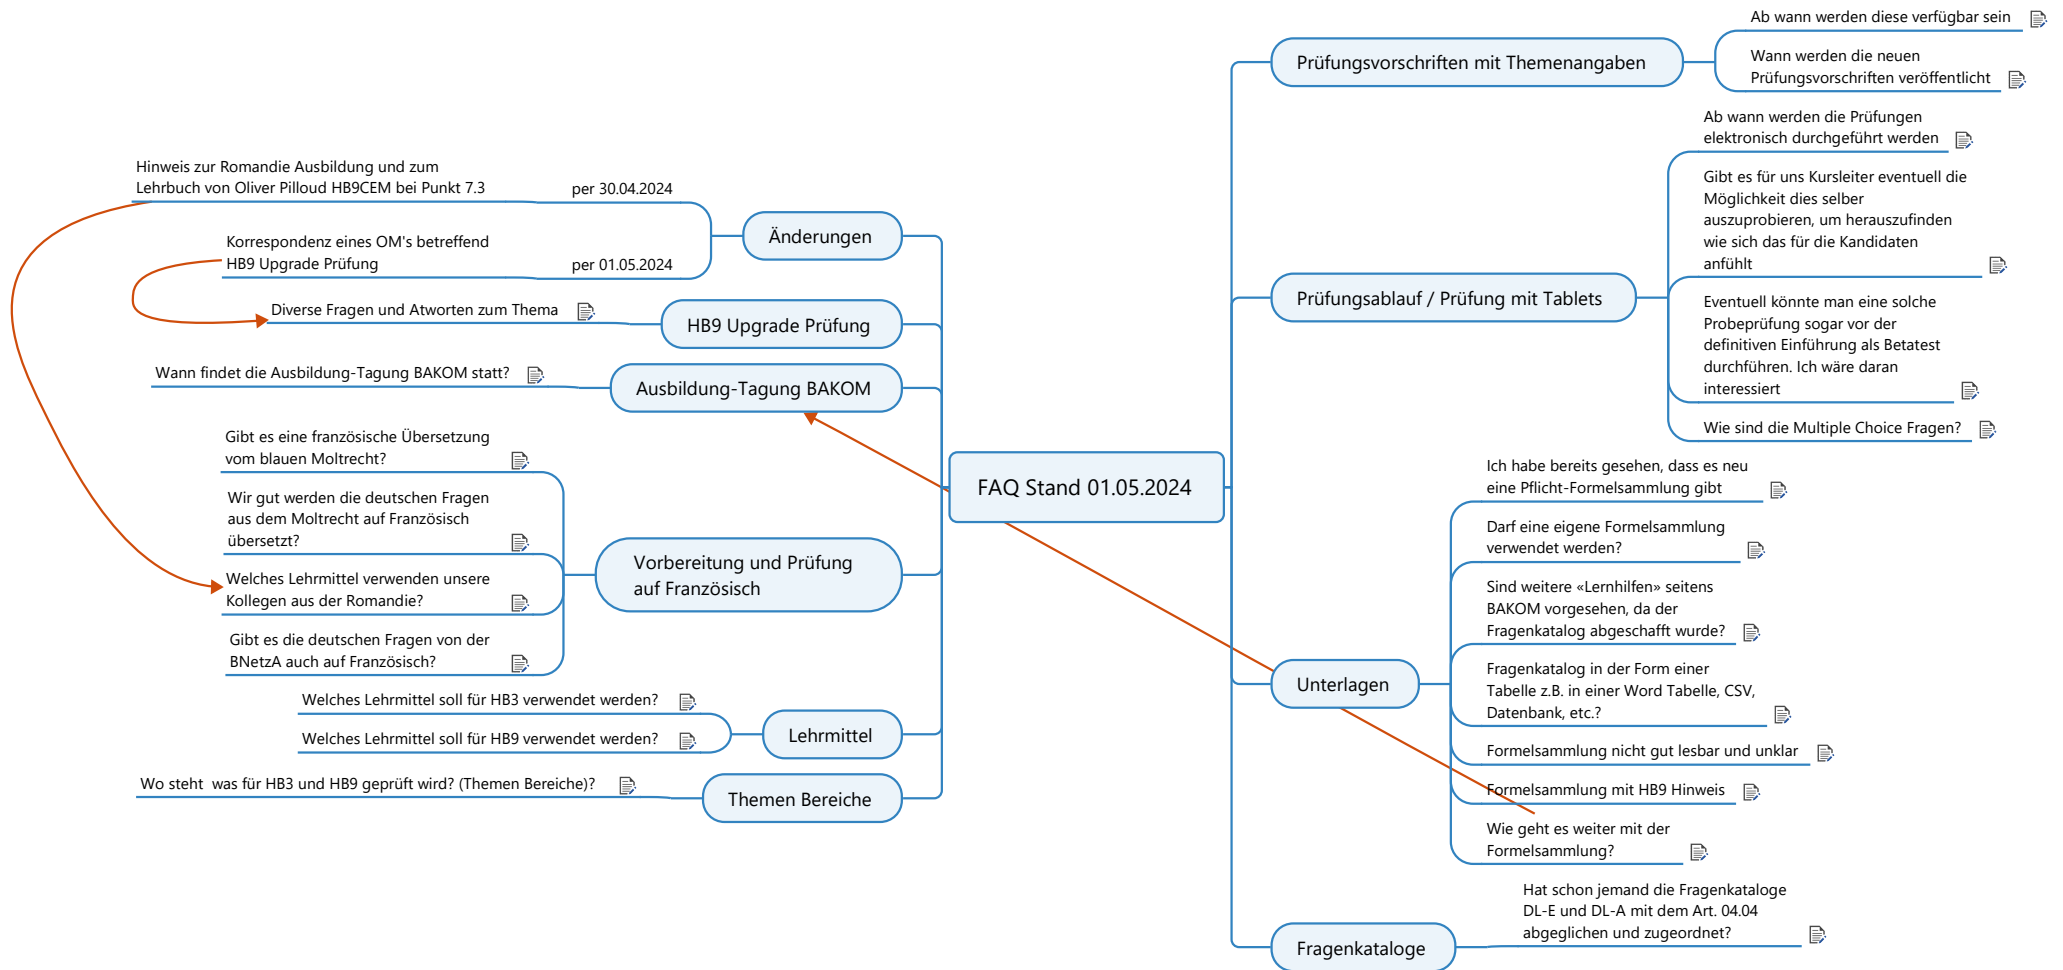 FAQ Stand 01.05.2024
Prüfungsvorschriften mit Themenangaben
Ab wann werden diese verfügbar sein
Wann werden die neuen
Prüfungsvorschriften veröffentlicht
Prüfungsablauf / Prüfung mit Tablets
Ab wann werden die Prüfungen
elektronisch durchgeführt werden
Gibt es für uns Kursleiter eventuell die
Möglichkeit dies selber
auszuprobieren, um herauszufinden
wie sich das für die Kandidaten
anfühlt
Eventuell könnte man eine solche
Probeprüfung sogar vor der
definitiven Einführung als Betatest
durchführen. Ich wäre daran
interessiert
Wie sind die Multiple Choice Fragen?
Unterlagen
Ich habe bereits gesehen, dass es neu
eine Pflicht-Formelsammlung gibt
Darf eine eigene Formelsammlung
verwendet werden?
Sind weitere «Lernhilfen» seitens
BAKOM vorgesehen, da der
Fragenkatalog abgeschafft wurde?
Fragenkatalog in der Form einer
Tabelle z.B. in einer Word Tabelle, CSV,
Datenbank, etc.?
Formelsammlung nicht gut lesbar und unklar
Formelsammlung mit HB9 Hinweis
Wie geht es weiter mit der
Formelsammlung?
Fragenkataloge
Hat schon jemand die Fragenkataloge
DL-E und DL-A mit dem Art. 04.04
abgeglichen und zugeordnet?
Änderungen
per 30.04.2024
Hinweis zur Romandie Ausbildung und zum
Lehrbuch von Oliver Pilloud HB9CEM bei Punkt 7.3
per 01.05.2024
Korrespondenz eines OM's betreffend
HB9 Upgrade Prüfung
HB9 Upgrade Prüfung
Diverse Fragen und Atworten zum Thema
Ausbildung-Tagung BAKOM
Wann findet die Ausbildung-Tagung BAKOM statt?
Vorbereitung und Prüfung
auf Französisch
Gibt es eine französische Übersetzung
vom blauen Moltrecht?
Wir gut werden die deutschen Fragen
aus dem Moltrecht auf Französisch
übersetzt?
Welches Lehrmittel verwenden unsere
Kollegen aus der Romandie?
Gibt es die deutschen Fragen von der
BNetzA auch auf Französisch?
Lehrmittel
Welches Lehrmittel soll für HB3 verwendet werden?
Welches Lehrmittel soll für HB9 verwendet werden?
Themen Bereiche
Wo steht  was für HB3 und HB9 geprüft wird? (Themen Bereiche)?